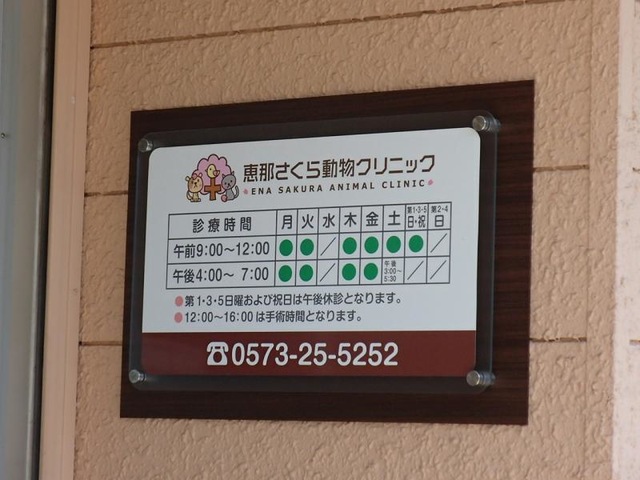 恵那さくら動物クリニック
ENA SAKURA ANIMAL CLINIC
診療時間 月 火 水 木 金 土 第1·3·5日·祝 第2·4日
午前9:00～12:00 ● ● ／ ● ● ● ● ／
午後4:00～ 7:00 ● ● ／ ● ● 午後3:00～5:30 ／ ／
●第1·3·5日曜および祝日は午後休診となります。
●12:00～16:00は手術時間となります。
☎0573-25-5252